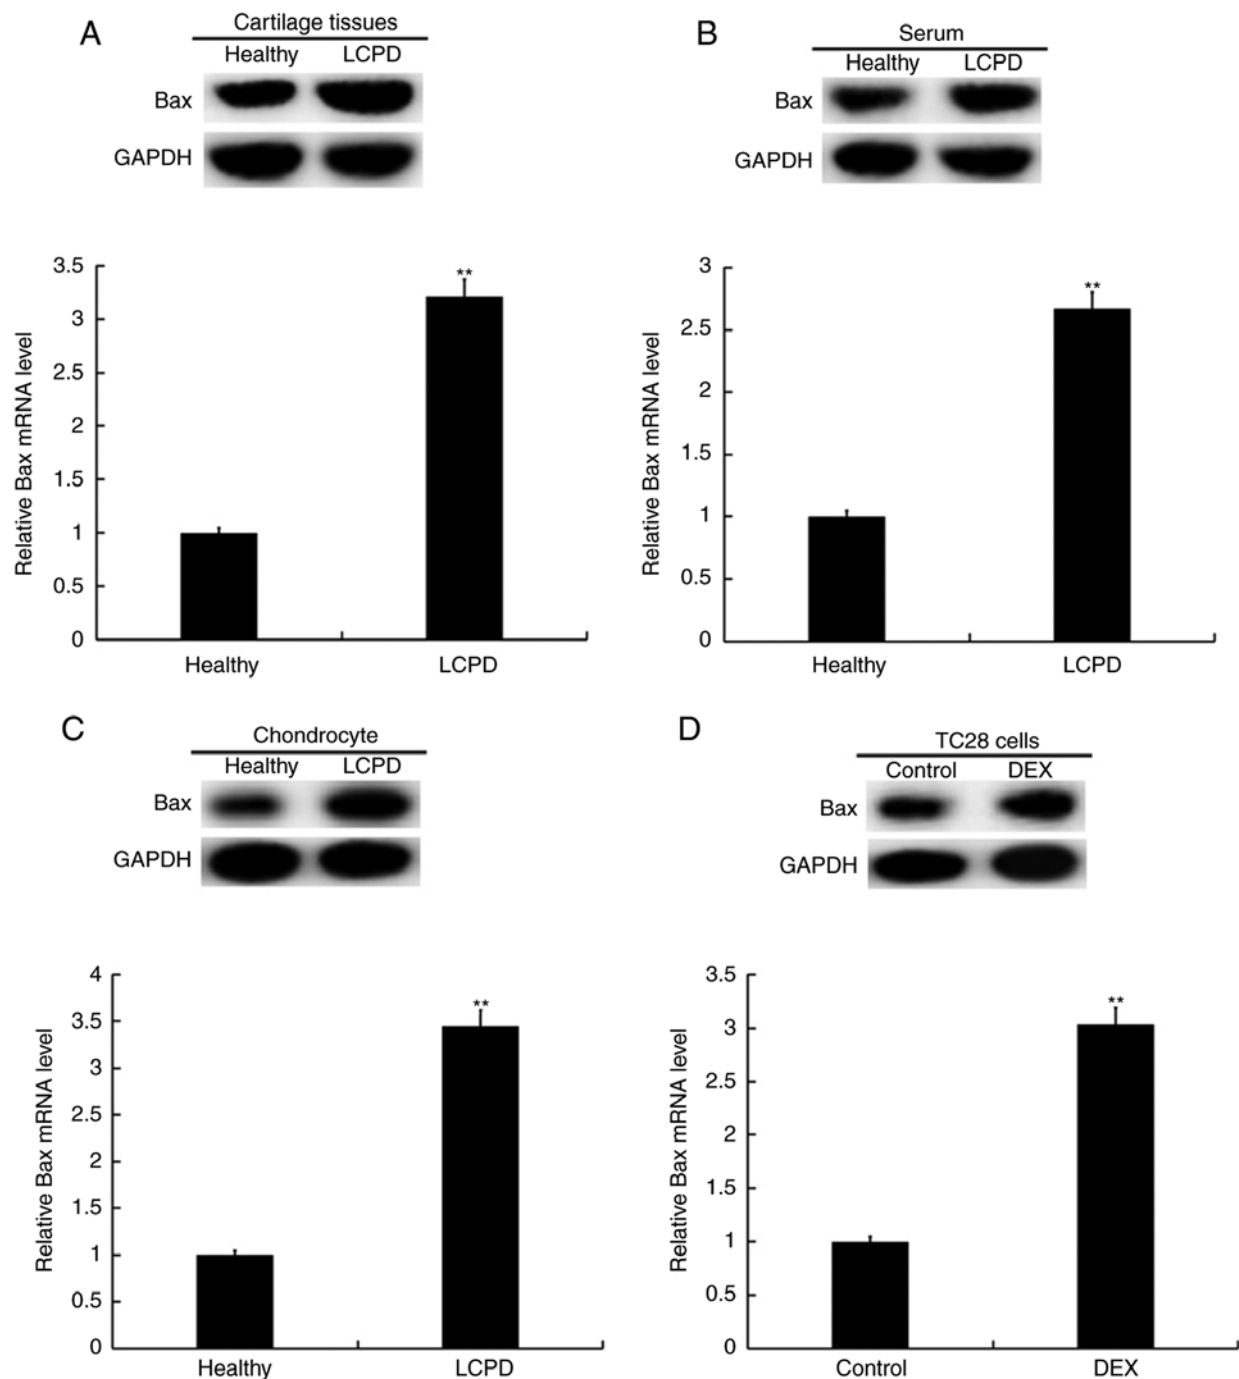 A
Cartilage tissues
Healthy LCPD
Bax
GAPDH
3.5
3
2.5
2
1.5
1
0.5
0
Relative Bax mRNA level
**
Healthy LCPD
B
Serum
Healthy LCPD
Bax
GAPDH
3
2.5
2
1.5
1
0.5
0
Relative Bax mRNA level
**
Healthy LCPD
C
Chondrocyte
Healthy LCPD
Bax
GAPDH
4
3.5
3
2.5
2
1.5
1
0.5
0
Relative Bax mRNA level
**
Healthy LCPD
D
TC28 cells
Control DEX
Bax
GAPDH
3.5
3
2.5
2
1.5
1
0.5
0
Relative Bax mRNA level
**
Control DEX